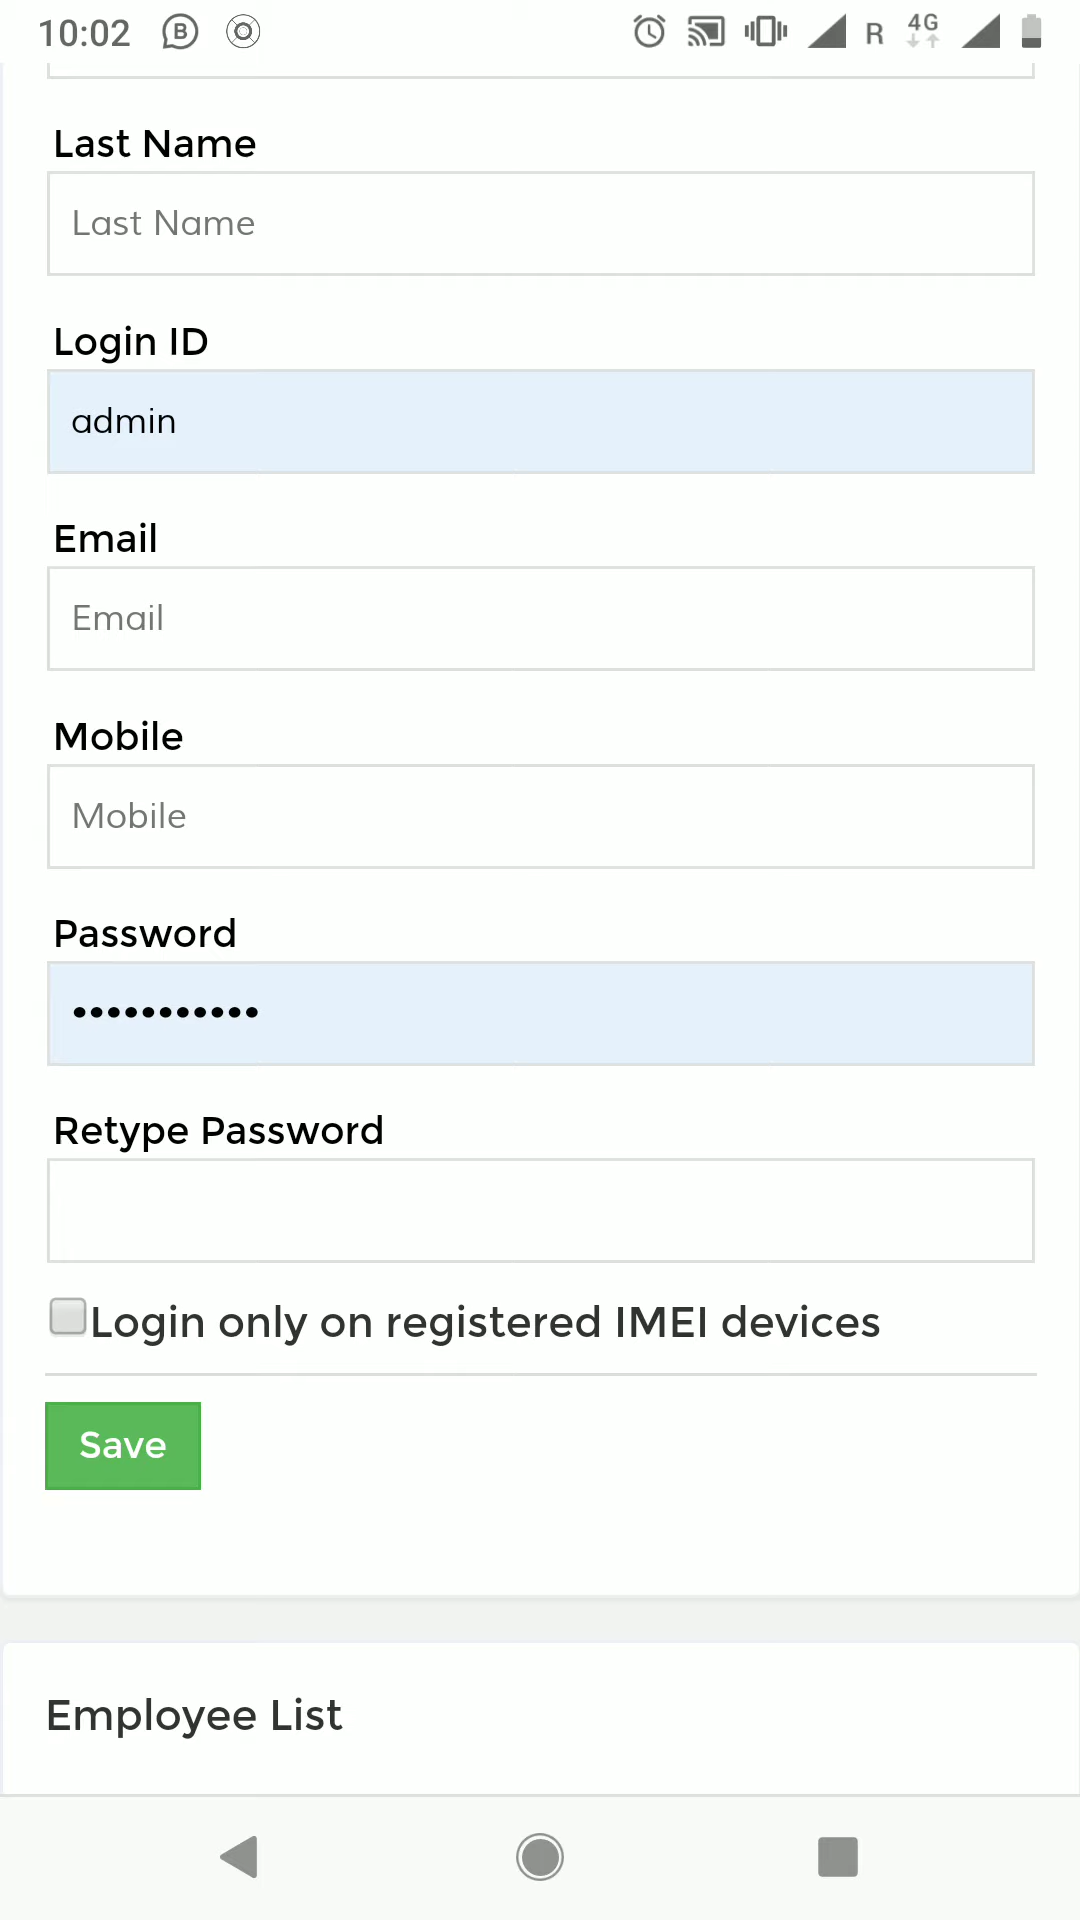 10:02 B R 4G
Last Name
Last Name
Login ID
admin
Email
Email
Mobile
Mobile
Password
•••••••••••
Retype Password
Login only on registered IMEI devices
Save
Employee List